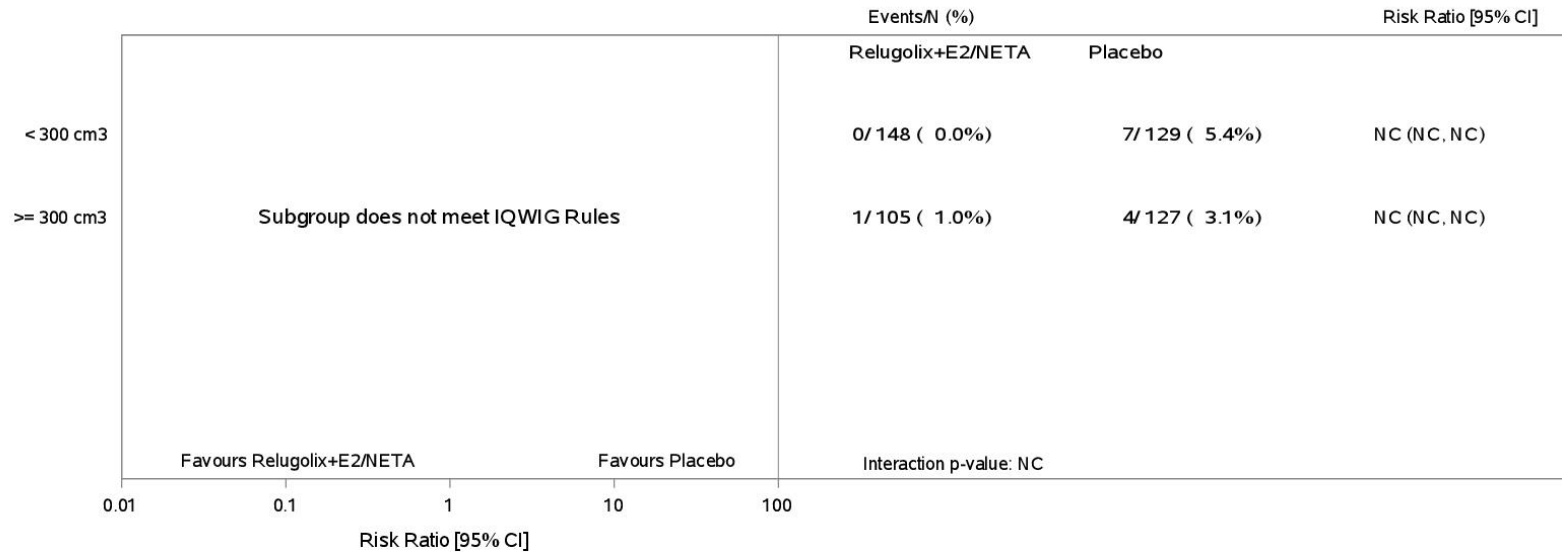 Events/N (%) Risk Ratio [95% CI]
Relugolix+E2/NETA Placebo
< 300 cm3 0/148 ( 0.0%) 7/129 ( 5.4%) NC (NC, NC)
>= 300 cm3 Subgroup does not meet IQWIG Rules 1/105 ( 1.0%) 4/127 ( 3.1%) NC (NC, NC)
Favours Relugolix+E2/NETA Favours Placebo Interaction p-value: NC
0.01 0.1 1 10 100
Risk Ratio [95% CI]